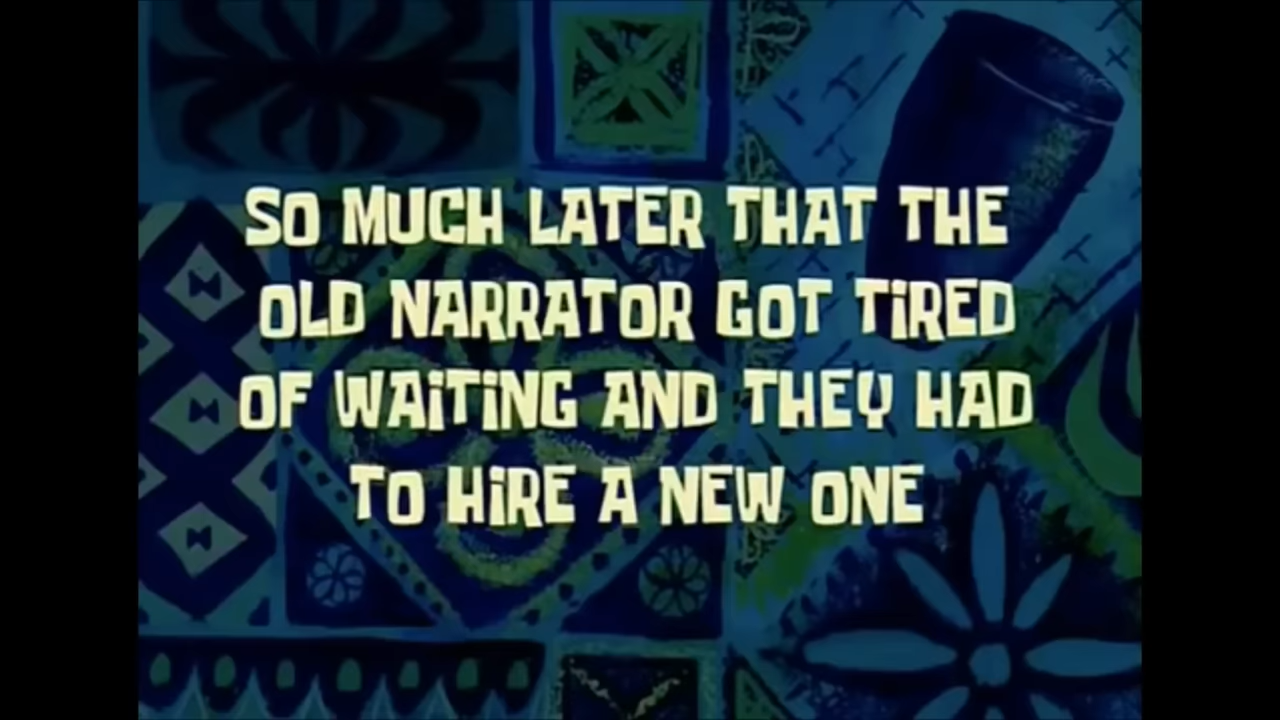 SO MUCH LATER THAT THE
OLD NARRATOR GOT TiRED
OF WAiTiNG AND THEY HAD
TO HiRE A NEW ONE